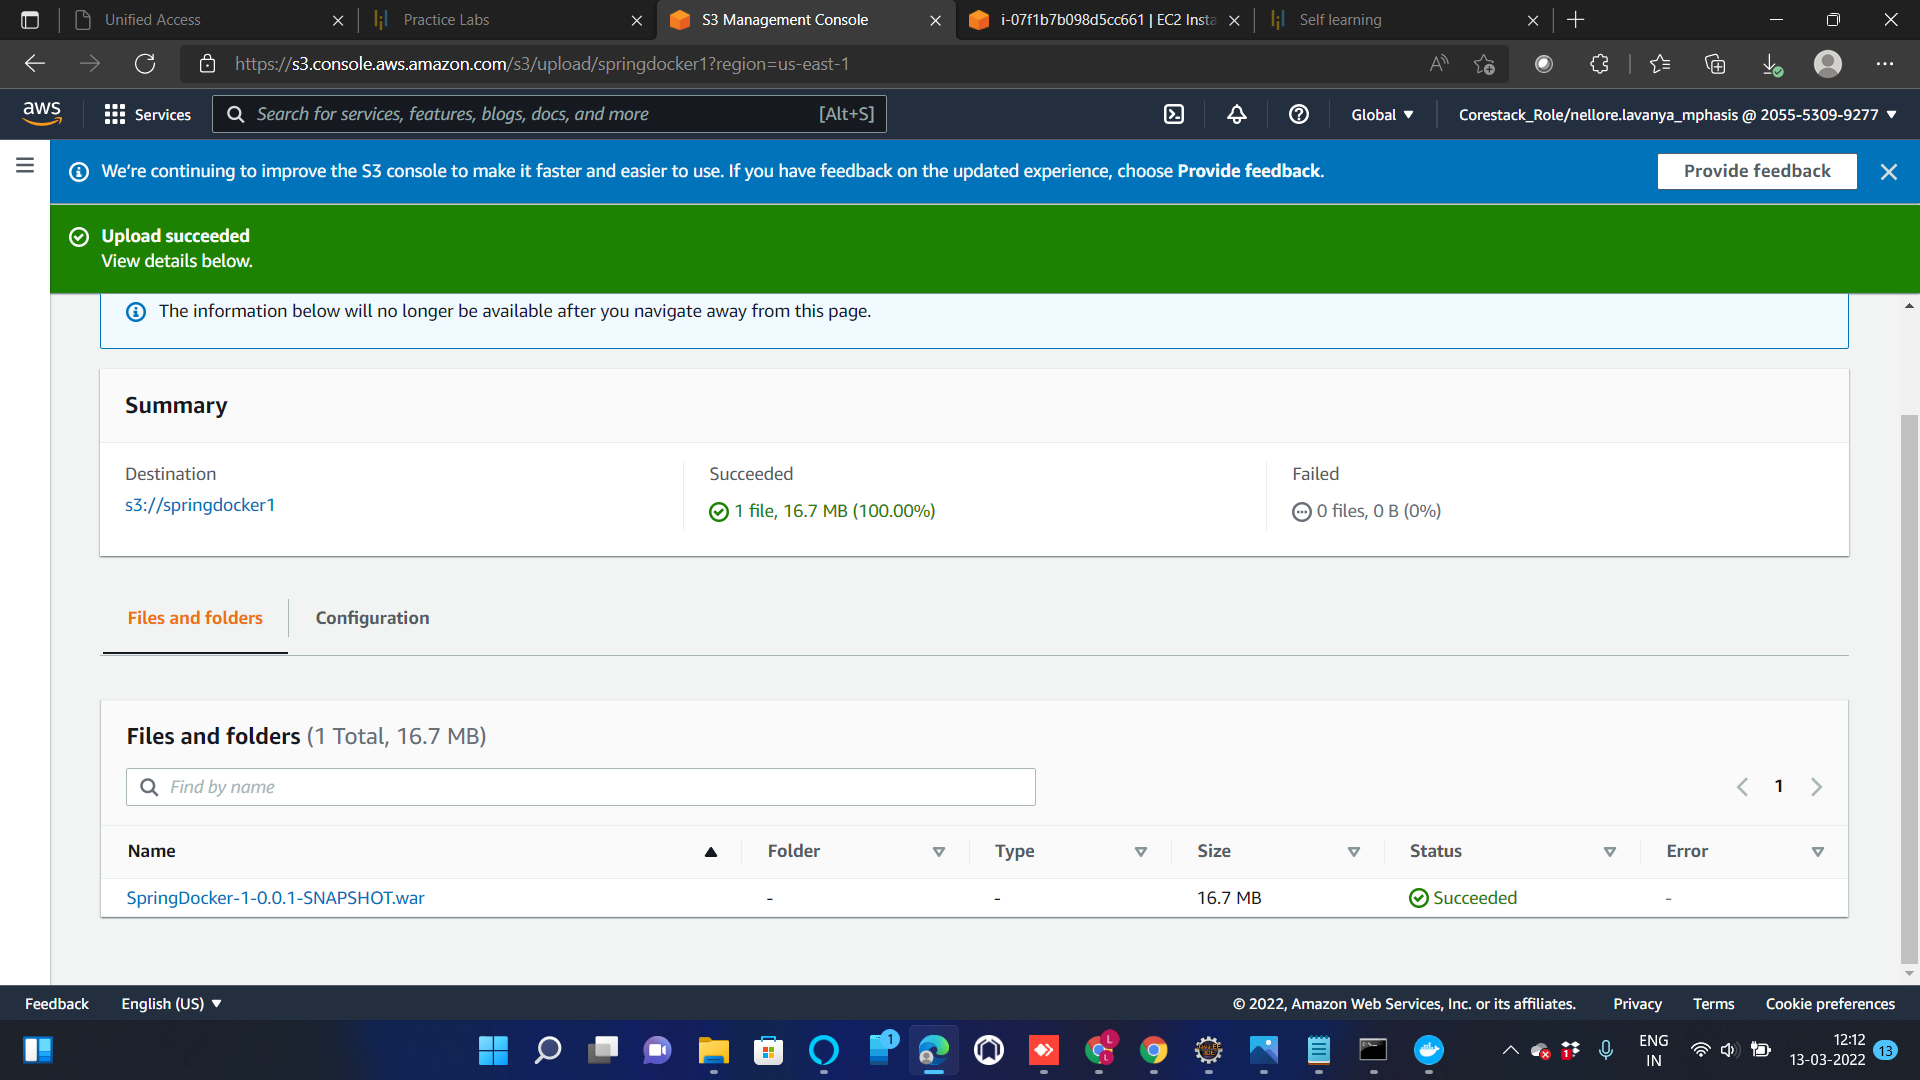 Unified Access
Practice Labs
S3 Management Console
i-07f1b7b098d5cc661 | EC2 Insta
Self learning
https://s3.console.aws.amazon.com/s3/upload/springdocker1?region=us-east-1
aws
Services
Search for services, features, blogs, docs, and more
[Alt+S]
Global
Corestack_Role/nellore.lavanya_mphasis @ 2055-5309-9277
We're continuing to improve the S3 console to make it faster and easier to use. If you have feedback on the updated experience, choose Provide feedback.
Provide feedback
Upload succeeded
View details below.
The information below will no longer be available after you navigate away from this page.
Summary
Destination
s3://springdocker1
Succeeded
1 file, 16.7 MB (100.00%)
Failed
0 files, 0 B (0%)
Files and folders
Configuration
Files and folders (1 Total, 16.7 MB)
Find by name
1
Name
Folder
Type
Size
Status
Error
SpringDocker-1-0.0.1-SNAPSHOT.war
-
-
16.7 MB
Succeeded
-
Feedback
English (US)
© 2022, Amazon Web Services, Inc. or its affiliates.
Privacy
Terms
Cookie preferences
1
L
L
1
ENG
IN
12:12
13-03-2022
13